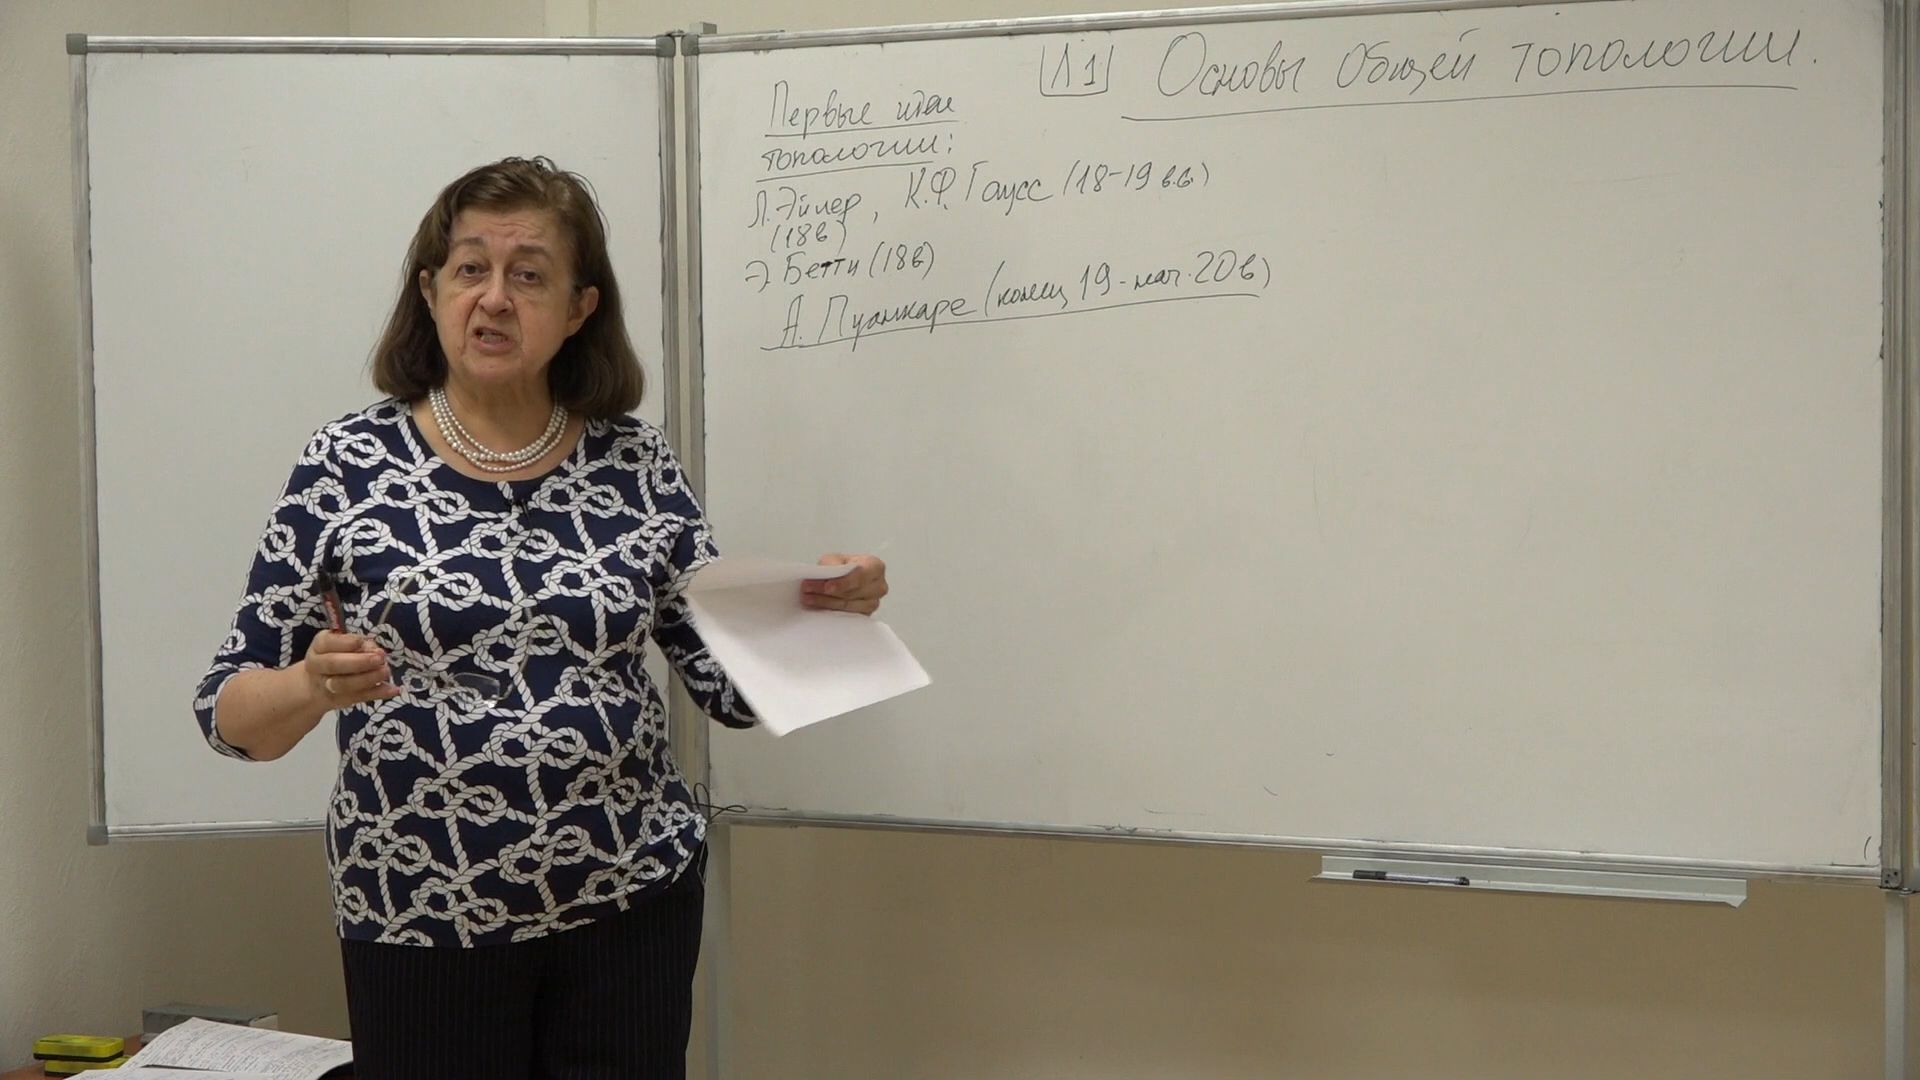 Л1 Основы общей топологии.
Первые идеи
топологии:
Л. Эйлер, К.Ф. Гаусс (18-19 в.в.)
(18в)
Э Бетти (18в)
А. Пуанкаре (конец 19 - нач. 20в)